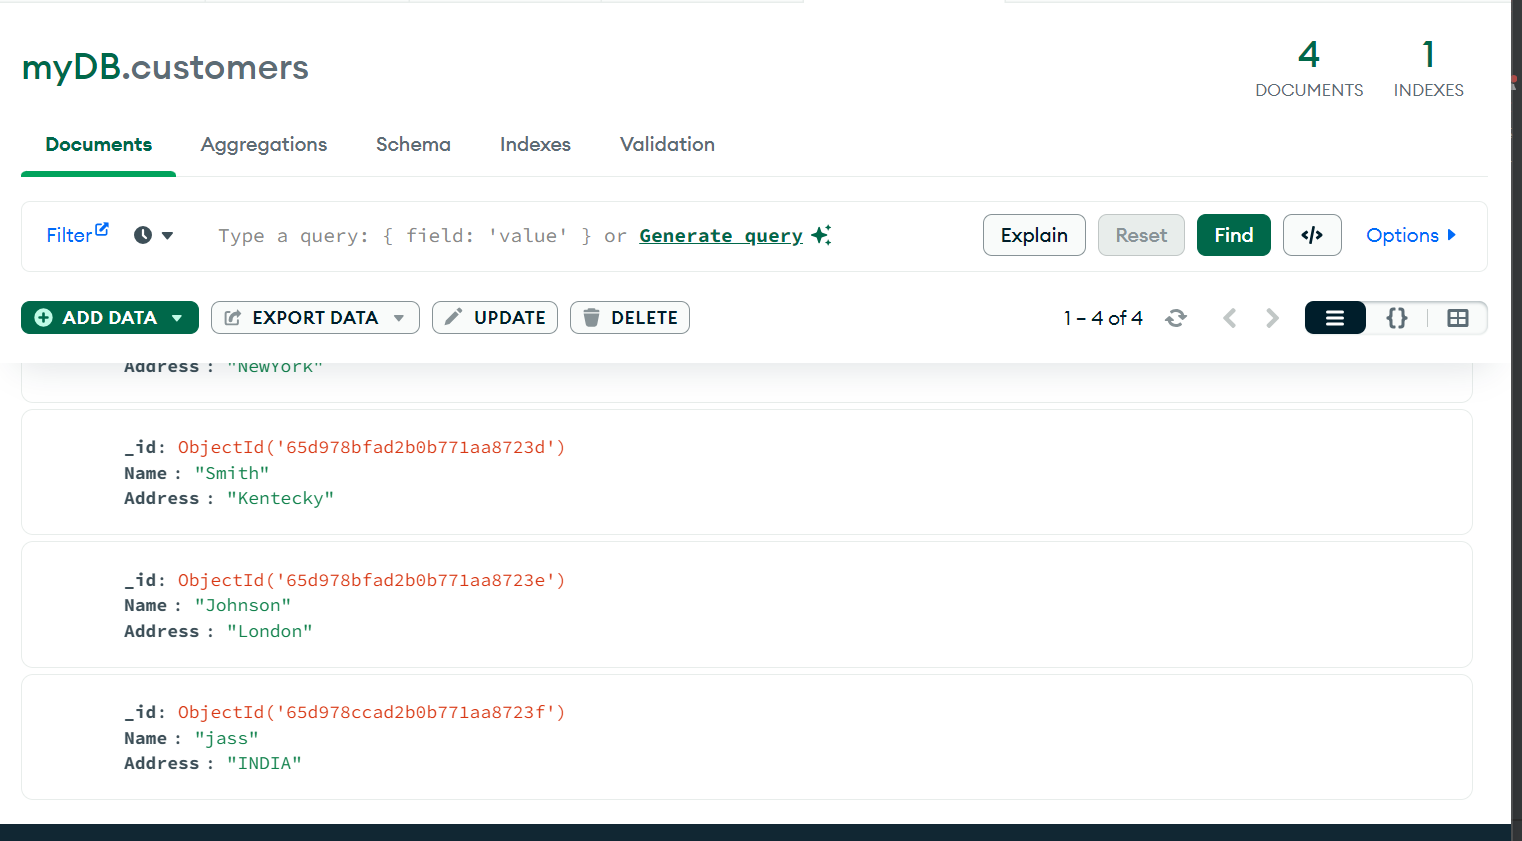 myDB.customers
4
DOCUMENTS
1
INDEXES
Documents Aggregations Schema Indexes Validation
Filter Type a query: { field: 'value' } or Generate query Explain Reset Find </> Options
ADD DATA EXPORT DATA UPDATE DELETE 1 – 4 of 4 {}
Address : "NewYork"
_id: ObjectId('65d978bfad2b0b771aa8723d')
Name : "Smith"
Address : "Kentecky"
_id: ObjectId('65d978bfad2b0b771aa8723e')
Name : "Johnson"
Address : "London"
_id: ObjectId('65d978ccad2b0b771aa8723f')
Name : "jass"
Address : "INDIA"